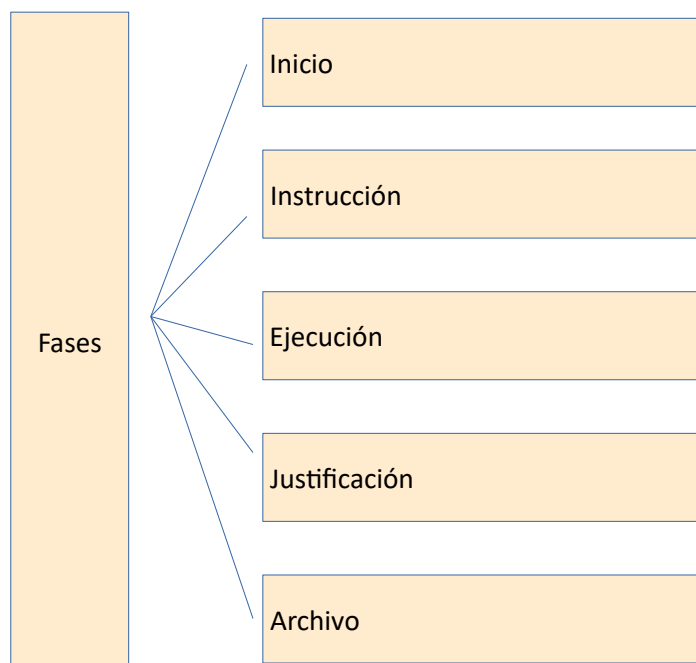 Inicio
Instrucción
Fases
Ejecución
Justificación
Archivo